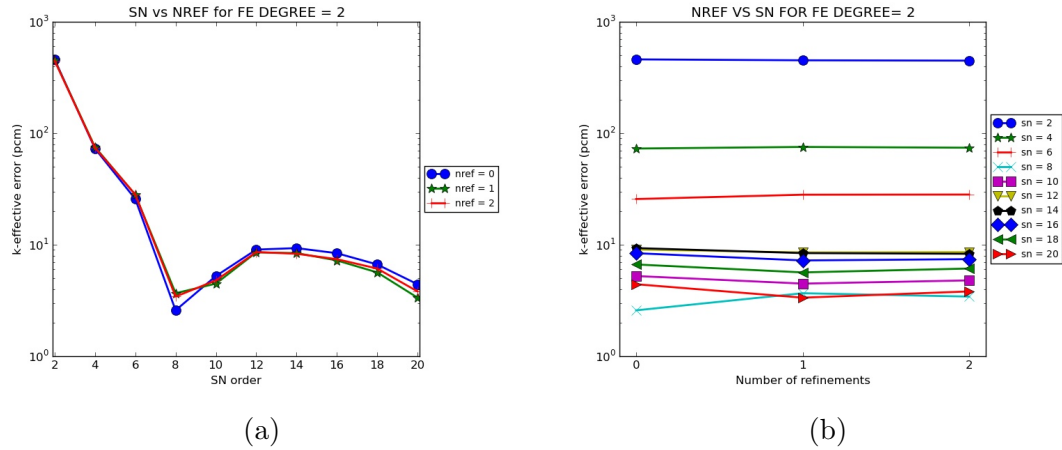 SN vs NREF for FE DEGREE = 2
k-effective error (pcm)
10^3
10^2
10^1
10^0
2 4 6 8 10 12 14 16 18 20
SN order
nref = 0
nref = 1
nref = 2
(a)
NREF VS SN FOR FE DEGREE= 2
k-effective error (pcm)
10^3
10^2
10^1
10^0
0 1 2
Number of refinements
sn = 2
sn = 4
sn = 6
sn = 8
sn = 10
sn = 12
sn = 14
sn = 16
sn = 18
sn = 20
(b)